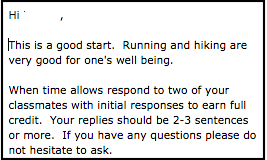 Hi ,
This is a good start.  Running and hiking are
very good for one's well being.
When time allows respond to two of your
classmates with initial responses to earn full
credit.  Your replies should be 2-3 sentences
or more.  If you have any questions please do
not hesitate to ask.